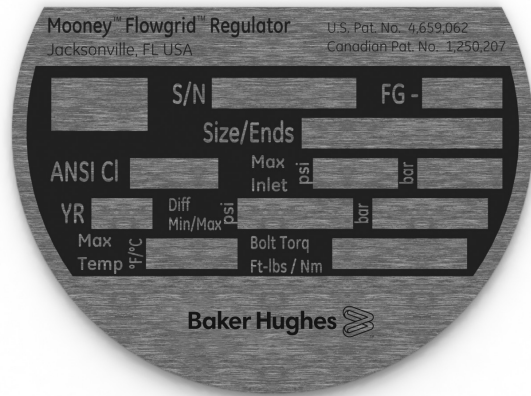 Mooney™ Flowgrid™ Regulator
Jacksonville, FL USA
U.S. Pat. No. 4,659,062
Canadian Pat. No. 1,250,207
S/N
FG -
Size/Ends
ANSI Cl
Max Inlet
psi
bar
YR
Diff Min/Max
psi
bar
Max Temp
°F/°C
Bolt Torq
Ft-lbs / Nm
Baker Hughes